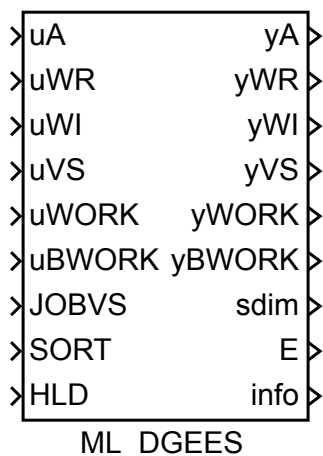 uA yA
uWR yWR
uWI yWI
uVS yVS
uWORK yWORK
uBWORK yBWORK
JOBVS sdim
SORT E
HLD info
ML DGEES